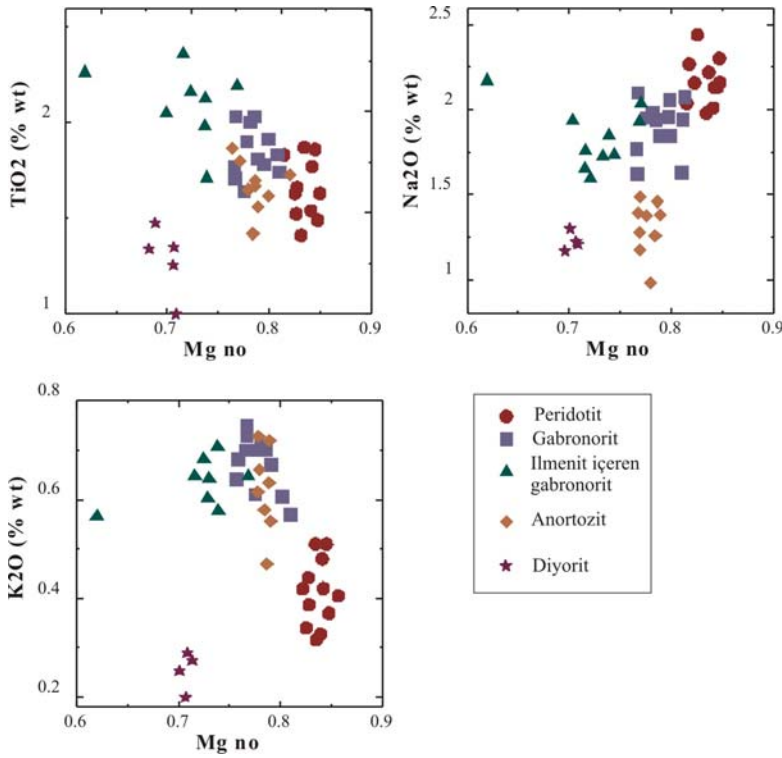 TiO2 (% wt)
2
1
0.6 0.7 0.8 0.9
Mg no
Na2O (% wt)
2.5
2
1.5
1
0.6 0.7 0.8 0.9
Mg no
K2O (% wt)
0.8
0.6
0.4
0.2
0.6 0.7 0.8 0.9
Mg no
Peridotit
Gabronorit
Ilmenit içeren
gabronorit
Anortozit
Diyorit